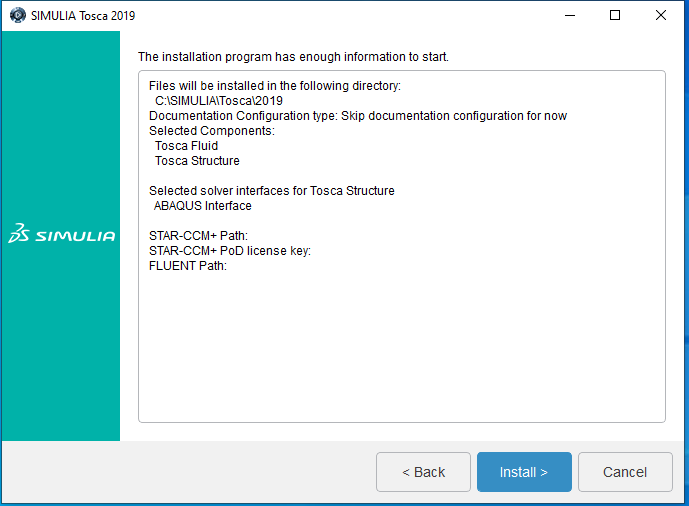 SIMULIA Tosca 2019
The installation program has enough information to start.
Files will be installed in the following directory:
C:\SIMULIA\Tosca\2019
Documentation Configuration type: Skip documentation configuration for now
Selected Components:
Tosca Fluid
Tosca Structure
Selected solver interfaces for Tosca Structure
ABAQUS Interface
STAR-CCM+ Path:
STAR-CCM+ PoD license key:
FLUENT Path:
SIMULIA
< Back
Install >
Cancel